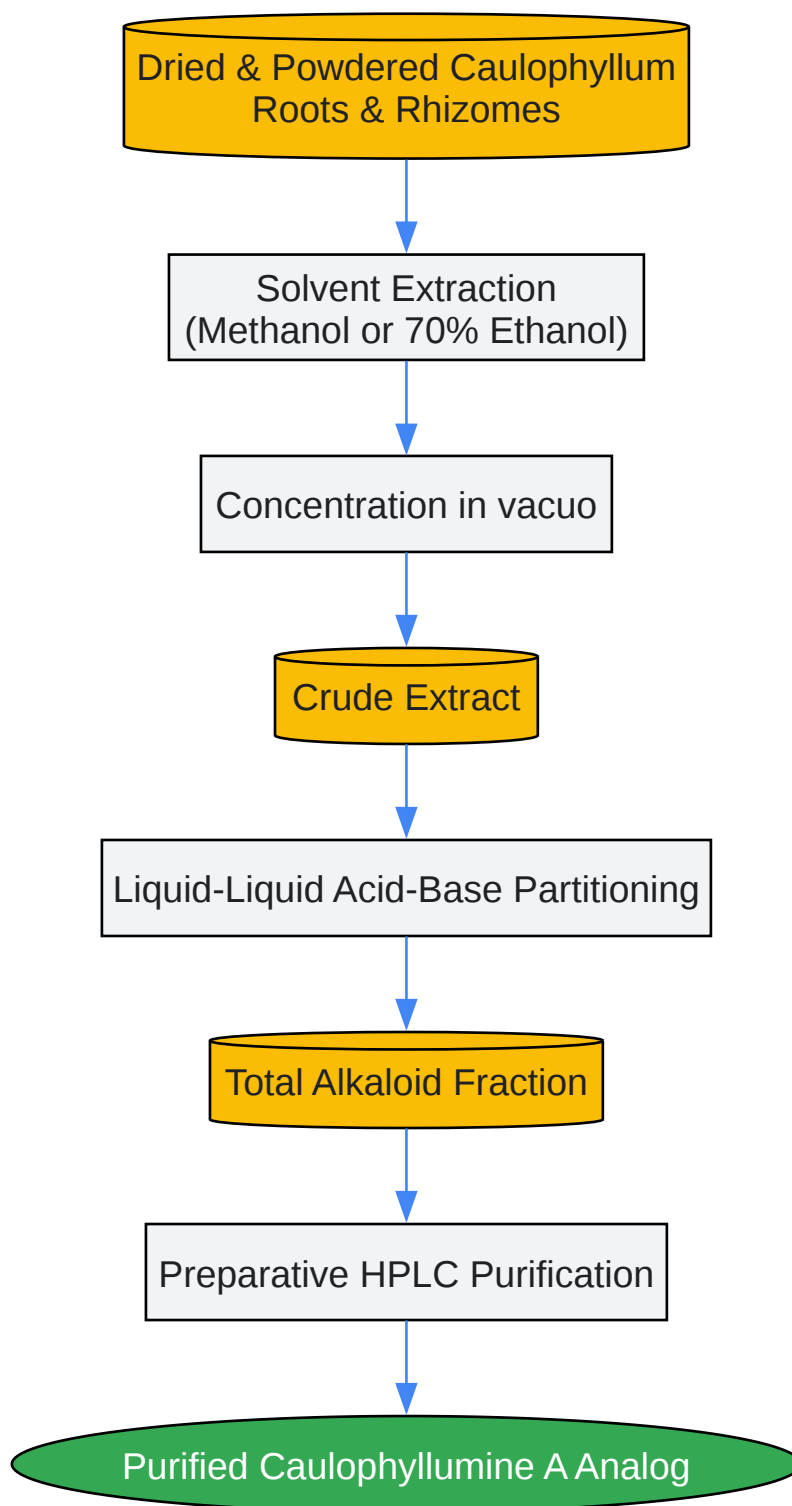 Dried & Powdered Caulophyllum
Roots & Rhizomes
Solvent Extraction
(Methanol or 70% Ethanol)
Concentration in vacuo
Crude Extract
Liquid-Liquid Acid-Base Partitioning
Total Alkaloid Fraction
Preparative HPLC Purification
Purified Caulophyllumine A Analog